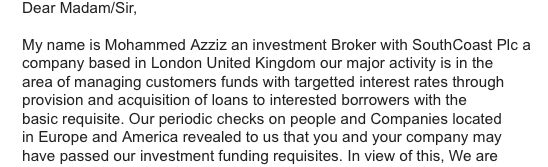 Dear Madam/Sir,
My name is Mohammed Azziz an investment Broker with SouthCoast Plc a
company based in London United Kingdom our major activity is in the
area of managing customers funds with targetted interest rates through
provision and acquisition of loans to interested borrowers with the
basic requisite. Our periodic checks on people and Companies located
in Europe and America revealed to us that you and your company may
have passed our investment funding requisites. In view of this, We are